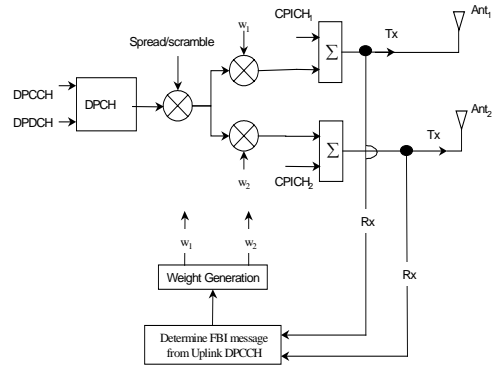 Ant1
CPICH1
w1
Tx
Spread/scramble
Σ
Ant2
DPCCH
DPCH
Tx
DPDCH
Σ
w2
CPICH2
Rx
w1
w2
Rx
Weight Generation
Determine FBI message
from Uplink DPCCH